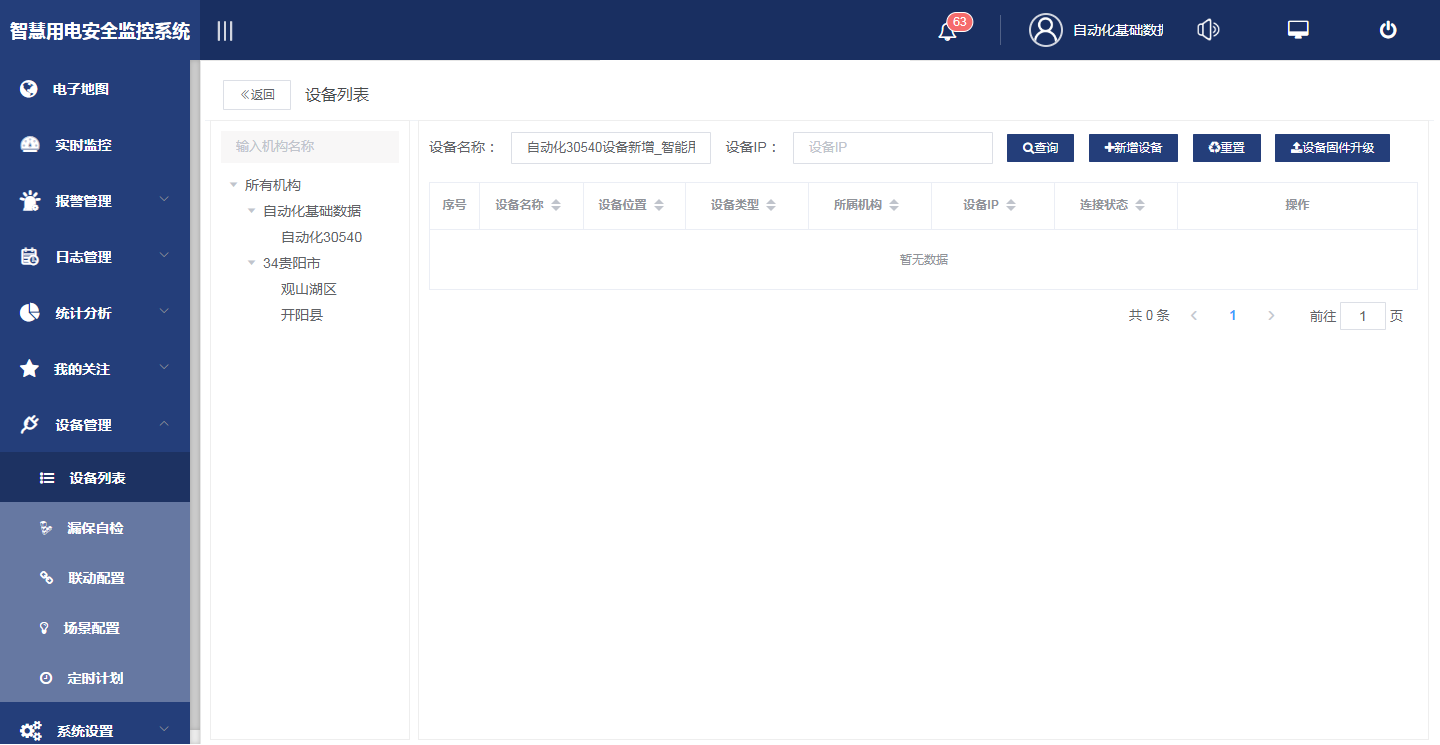 智慧用电安全监控系统
63
自动化基础数据
电子地图
实时监控
报警管理
日志管理
统计分析
我的关注
设备管理
设备列表
漏保自检
联动配置
场景配置
定时计划
系统设置
返回
设备列表
输入机构名称
所有机构
自动化基础数据
自动化30540
34贵阳市
观山湖区
开阳县
设备名称： 自动化30540设备新增_智能用 设备IP： 设备IP 查询 新增设备 重置 设备固件升级
序号 设备名称 设备位置 设备类型 所属机构 设备IP 连接状态 操作
暂无数据
共 0 条 1 前往 1 页